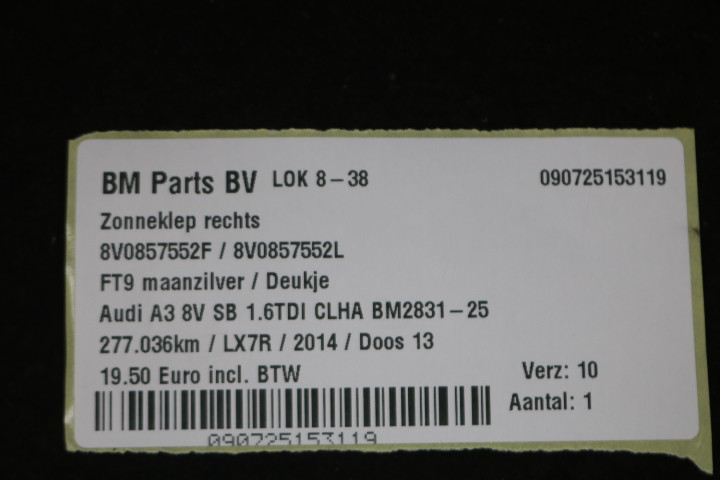 BM Parts BV LOK 8-38 090725153119
Zonneklep rechts
8V0857552F / 8V0857552L
FT9 maanzilver / Deukje
Audi A3 8V SB 1.6TDI CLHA BM2831-25
277.036km / LX7R / 2014 / Doos 13
19.50 Euro incl. BTW Verz: 10
Aantal: 1
090725153119